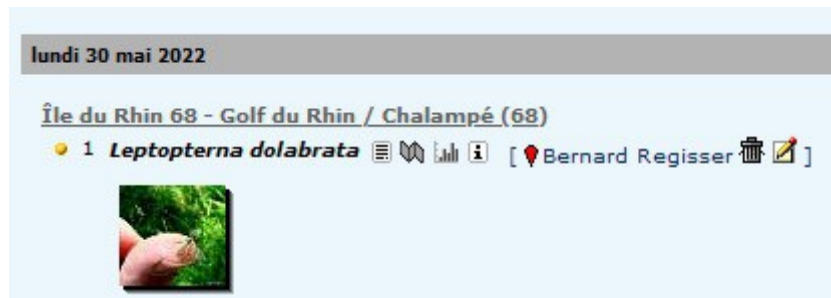 lundi 30 mai 2022
Île du Rhin 68 - Golf du Rhin / Chalampé (68)
1 Leptopterna dolabrata [ Bernard Regisser ]